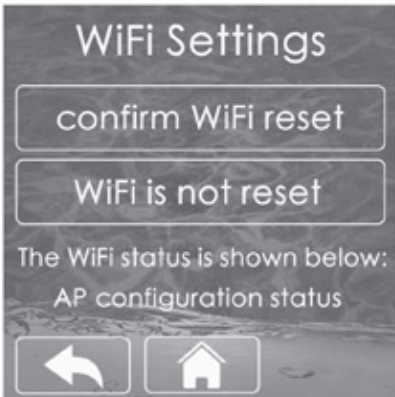 WiFi Settings
confirm WiFi reset
WiFi is not reset
The WiFi status is shown below:
AP configuration status